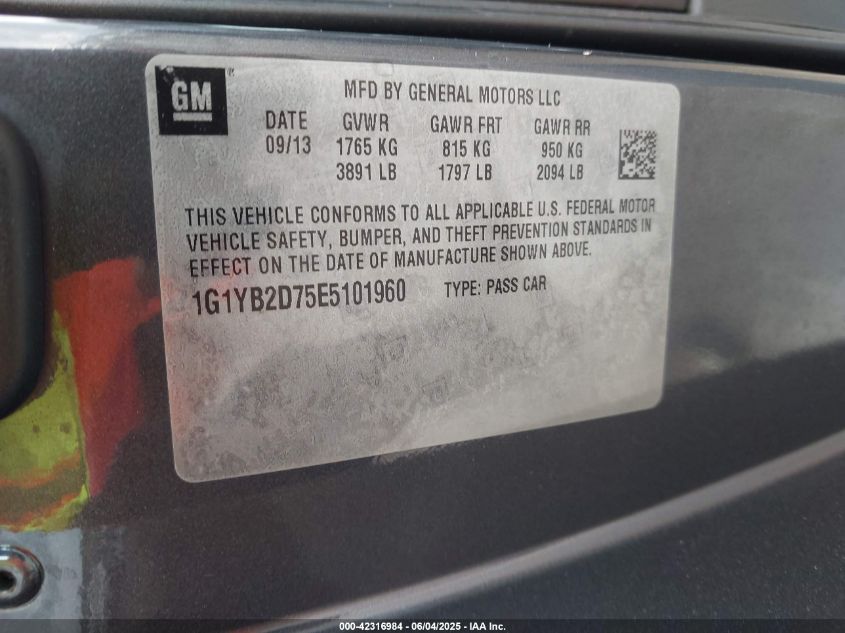 GM
MFD BY GENERAL MOTORS LLC
DATE GVWR GAWR FRT GAWR RR
09/13 1765 KG 815 KG 950 KG
3891 LB 1797 LB 2094 LB
THIS VEHICLE CONFORMS TO ALL APPLICABLE U.S. FEDERAL MOTOR
VEHICLE SAFETY, BUMPER, AND THEFT PREVENTION STANDARDS IN
EFFECT ON THE DATE OF MANUFACTURE SHOWN ABOVE.
1G1YB2D75E5101960 TYPE: PASS CAR
000-42316984 - 06/04/2025 - IAA Inc.